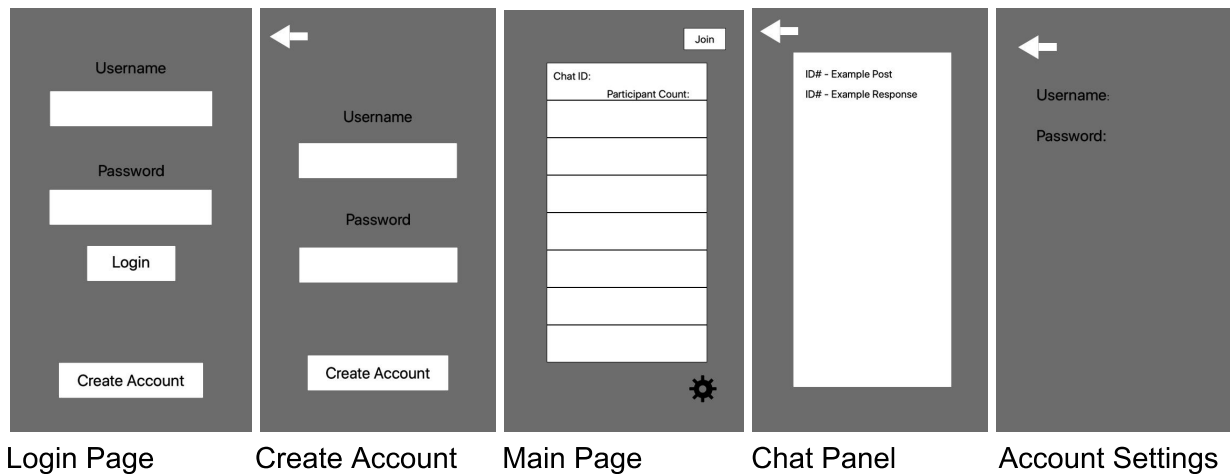 Username
Password
Login
Create Account
Login Page
Username
Password
Create Account
Create Account
Join
Chat ID:
Participant Count:
Main Page
ID# - Example Post
ID# - Example Response
Chat Panel
Username:
Password:
Account Settings